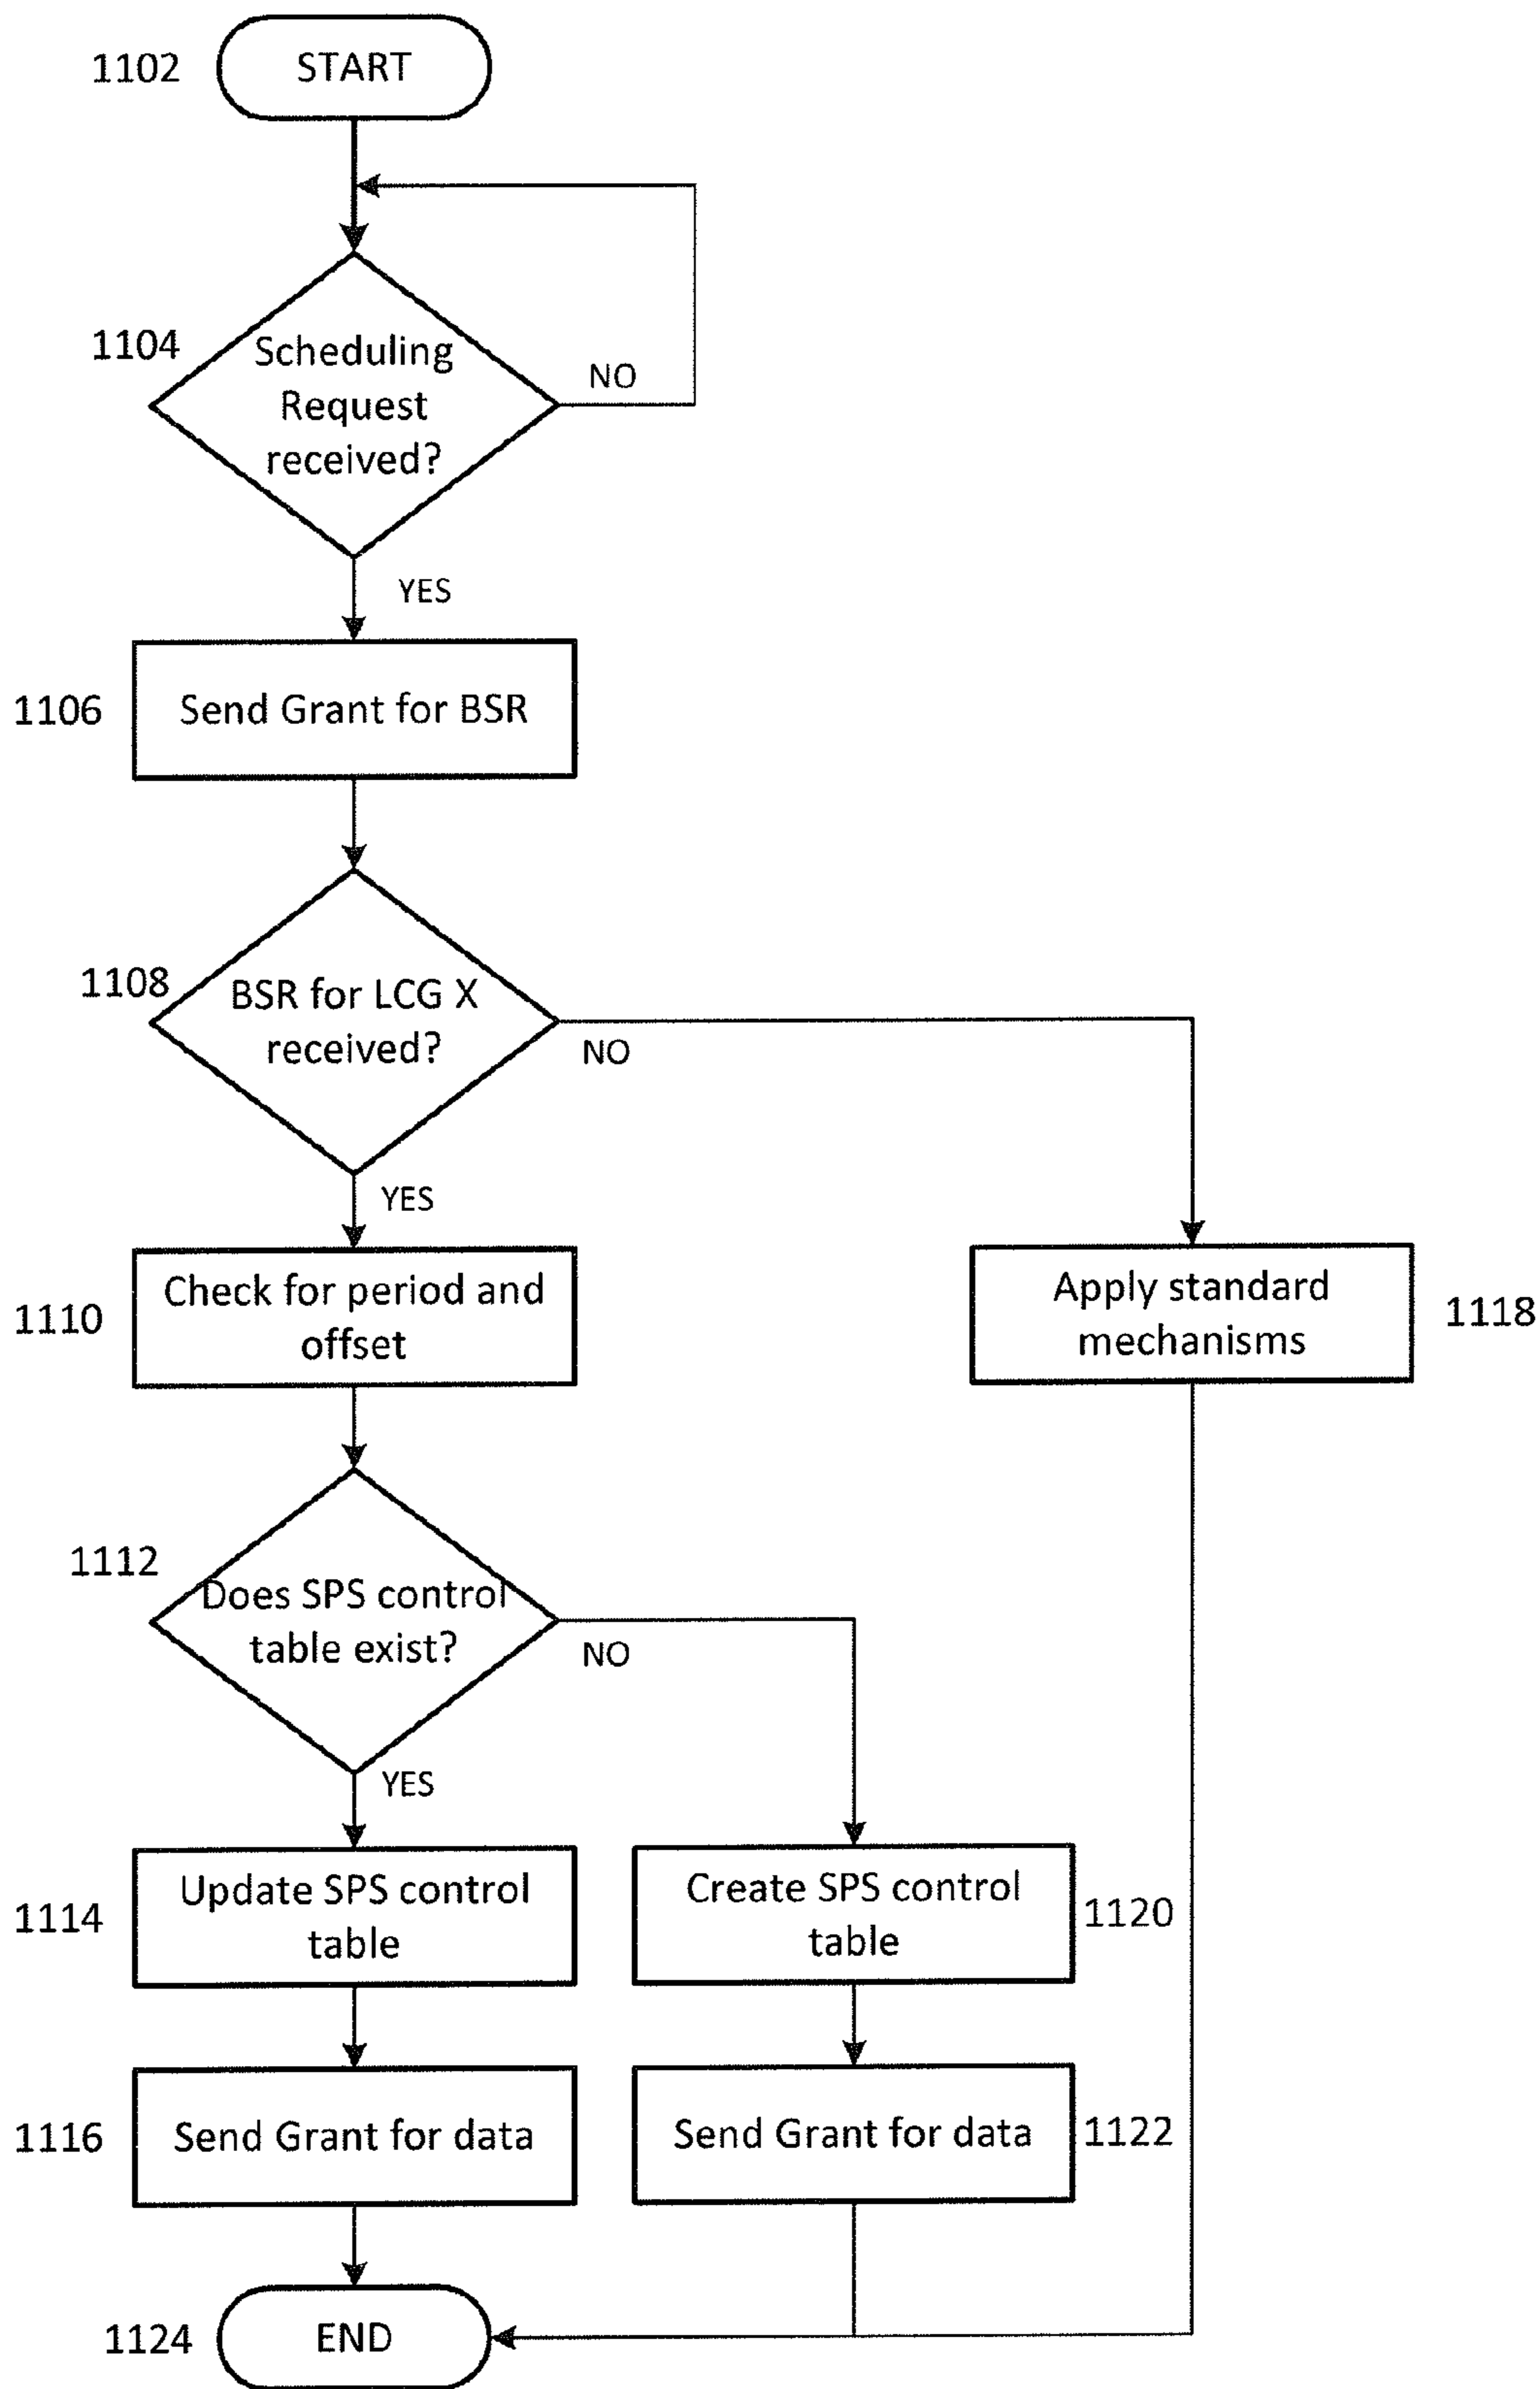 1102
START
1104
Scheduling
Request
received?
NO
YES
1106
Send Grant for BSR
1108
BSR for LCG X
received?
NO
YES
1110
Check for period and
offset
Apply standard
mechanisms
1118
1112
Does SPS control
table exist?
NO
YES
1114
Update SPS control
table
Create SPS control
table
1120
1116
Send Grant for data
Send Grant for data
1122
1124
END